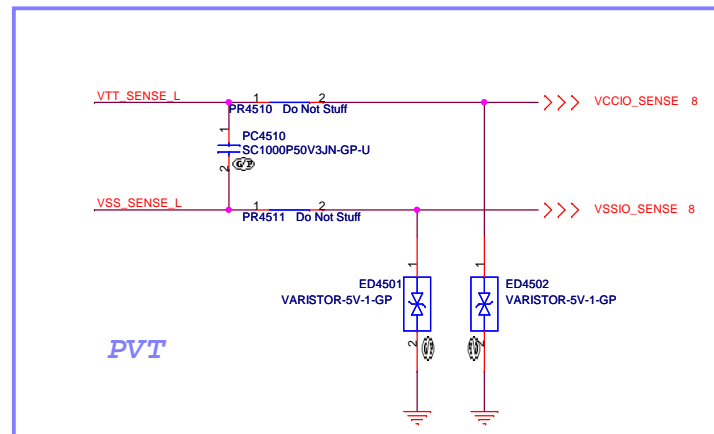 VTT_SENSE_L
1
2
VCCIO_SENSE 8
PR4510 Do Not Stuff
1
PC4510
SC1000P50V3JN-GP-U
2
VSS_SENSE_L
1
2
VSSIO_SENSE 8
PR4511 Do Not Stuff
1
1
ED4501
ED4502
VARISTOR-5V-1-GP
VARISTOR-5V-1-GP
2
2
PVT